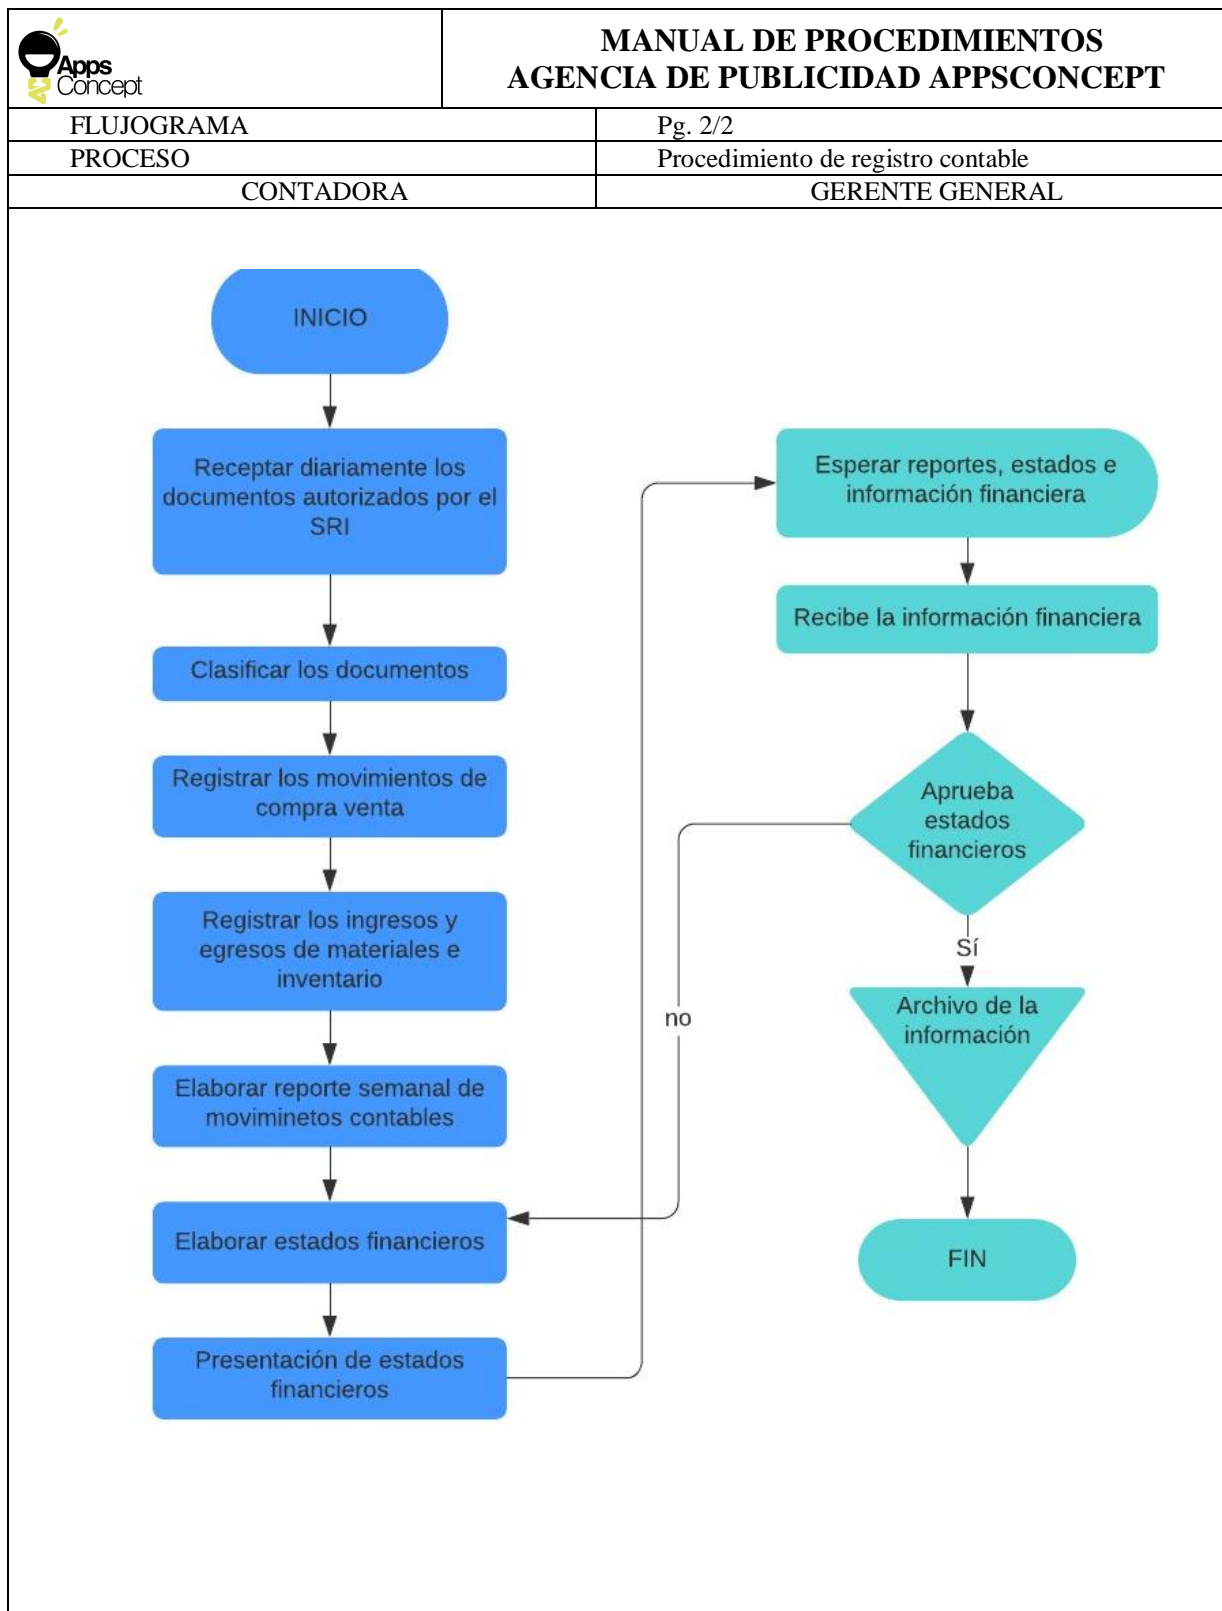 Apps
Concept
MANUAL DE PROCEDIMIENTOS
AGENCIA DE PUBLICIDAD APPSCONCEPT
FLUJOGRAMA
Pg. 2/2
PROCESO
Procedimiento de registro contable
CONTADORA
GERENTE GENERAL
INICIO
Receptar diariamente los
documentos autorizados por el
SRI
Clasificar los documentos
Registrar los movimientos de
compra venta
Registrar los ingresos y
egresos de materiales e
inventario
Elaborar reporte semanal de
moviminetos contables
Elaborar estados financieros
Presentación de estados
financieros
Esperar reportes, estados e
información financiera
Recibe la información financiera
Aprueba
estados
financieros
no
Sí
Archivo de la
información
FIN